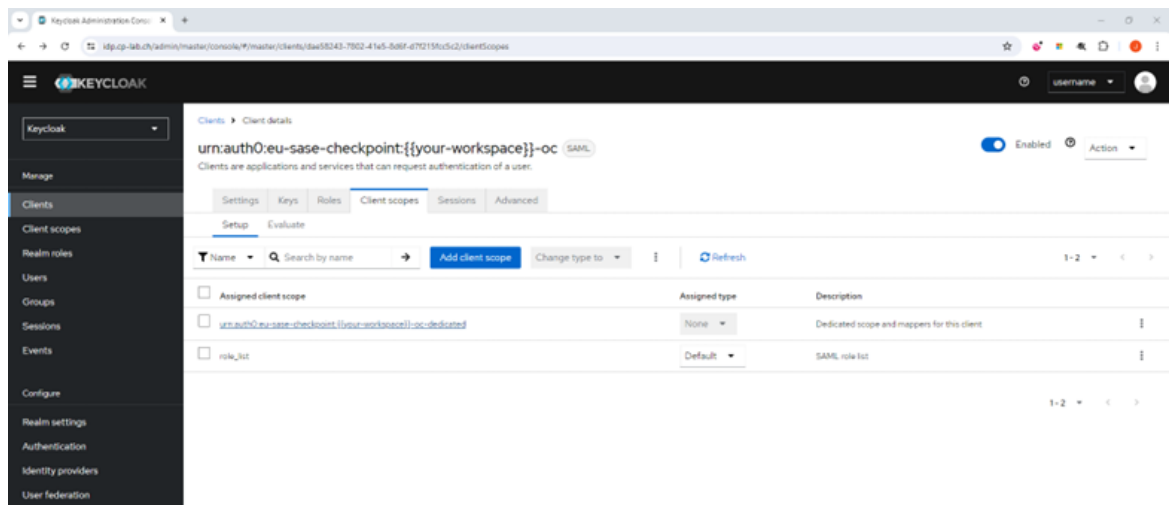 Keycloak Administration Consol
idp.cp-lab.ch/admin/master/console/#/master/clients/dae58243-7802-41e5-8d6f-d7f215fcc5c2/clientScopes
KEYCLOAK
username
Keycloak
Manage
Clients
Client scopes
Realm roles
Users
Groups
Sessions
Events
Configure
Realm settings
Authentication
Identity providers
User federation
Clients > Client details
urn:auth0:eu-sase-checkpoint:{{your-workspace}}-oc SAML
Enabled Action
Clients are applications and services that can request authentication of a user.
Settings Keys Roles Client scopes Sessions Advanced
Setup Evaluate
Name Search by name Add client scope Change type to Refresh 1-2
Assigned client scope Assigned type Description
urn:auth0:eu-sase-checkpoint:{{your-workspace}}-oc-dedicated None Dedicated scope and mappers for this client
role_list Default SAML role list
1-2